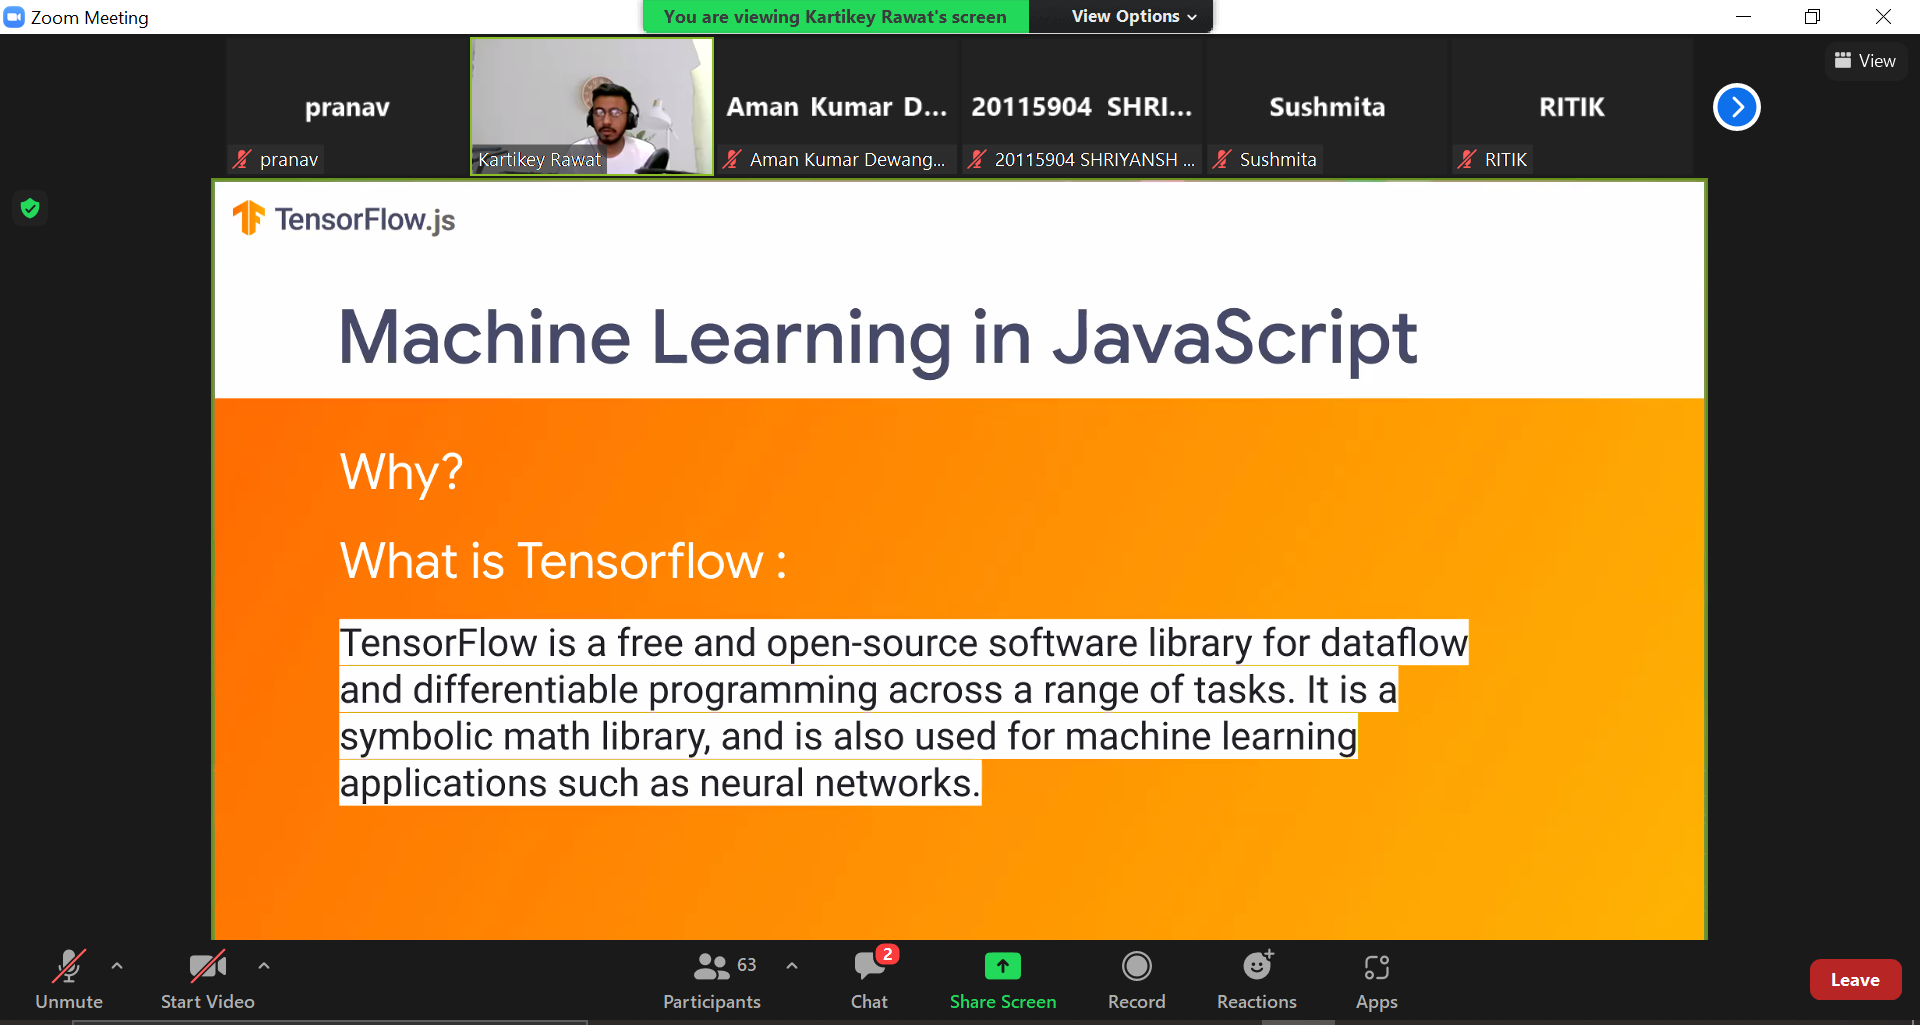 Zoom Meeting
You are viewing Kartikey Rawat's screen
View Options
View
pranav
Aman Kumar D...
20115904 SHRI...
Sushmita
RITIK
pranav
Kartikey Rawat
Aman Kumar Dewang...
20115904 SHRIYANSH ...
Sushmita
RITIK
TensorFlow.js
Machine Learning in JavaScript
Why?
What is Tensorflow :
TensorFlow is a free and open-source software library for dataflow
and differentiable programming across a range of tasks. It is a
symbolic math library, and is also used for machine learning
applications such as neural networks.
63
2
Unmute
Start Video
Participants
Chat
Share Screen
Record
Reactions
Apps
Leave